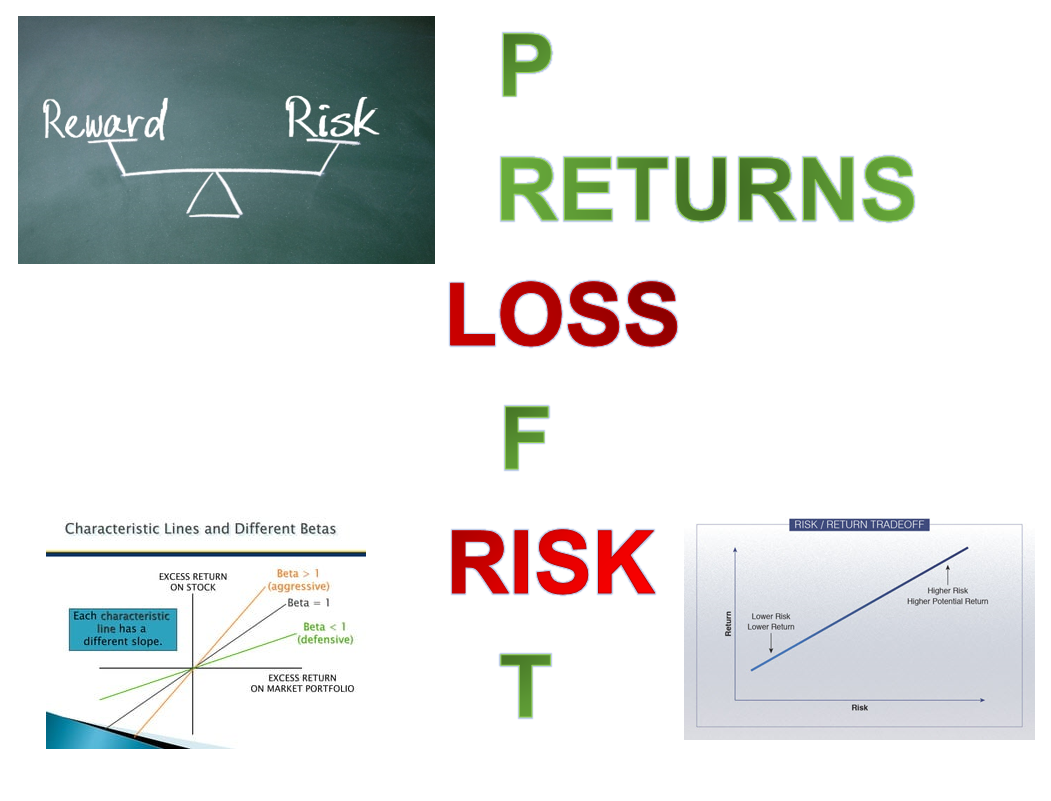 Reward
Risk
P
RETURNS
LOSS
F
RISK
T
Characteristic Lines and Different Betas
EXCESS RETURN
ON STOCK
Beta > 1
(aggressive)
Beta = 1
Beta < 1
(defensive)
Each characteristic
line has a
different slope.
EXCESS RETURN
ON MARKET PORTFOLIO
RISK / RETURN TRADEOFF
Higher Risk
Higher Potential Return
Lower Risk
Lower Return
Return
Risk